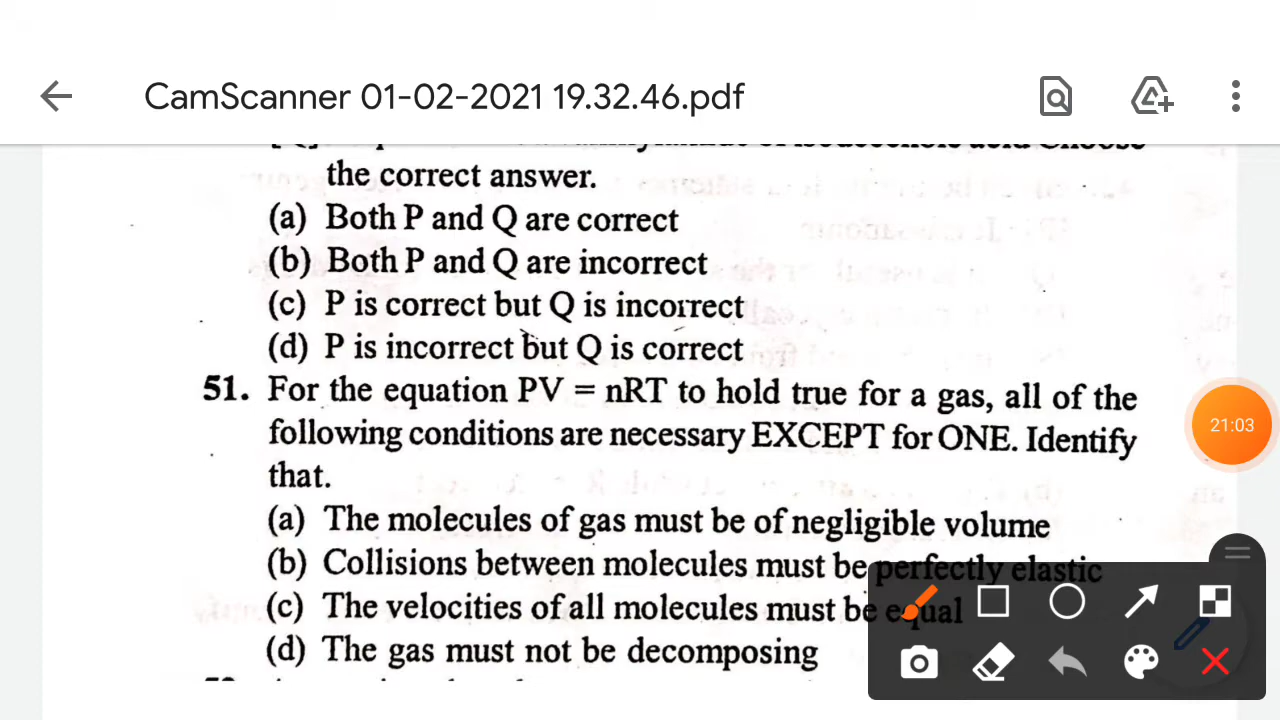 CamScanner 01-02-2021 19.32.46.pdf
the correct answer.
(a) Both P and Q are correct
(b) Both P and Q are incorrect
(c) P is correct but Q is incorrect
(d) P is incorrect but Q is correct
51. For the equation PV = nRT to hold true for a gas, all of the
following conditions are necessary EXCEPT for ONE. Identify
that.
(a) The molecules of gas must be of negligible volume
(b) Collisions between molecules must be perfectly elastic
(c) The velocities of all molecules must be equal
(d) The gas must not be decomposing
21:03